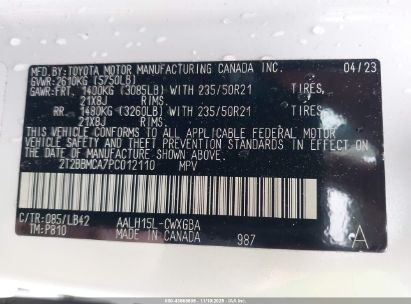 MFD.BY:TOYOTA MOTOR MANUFACTURING CANADA INC. 04/23
GVWR: 2610KG (5750LB)
GAWR:FRT. 1400KG (3085LB) WITH 235/50R21 TIRES,
21X8J RIMS.
RR. 1480KG (3260LB) WITH 235/50R21 TIRES,
21X8J RIMS.
THIS VEHICLE CONFORMS TO ALL APPLICABLE FEDERAL MOTOR
VEHICLE SAFETY AND THEFT PREVENTION STANDARDS IN
EFFECT ON THE DATE OF MANUFACTURE SHOWN ABOVE.
2T2BBMCA7PC012110 MPV
C/TR:085/LB42 AALH15L-CWXGBA
TM:P810 MADE IN CANADA 987 A